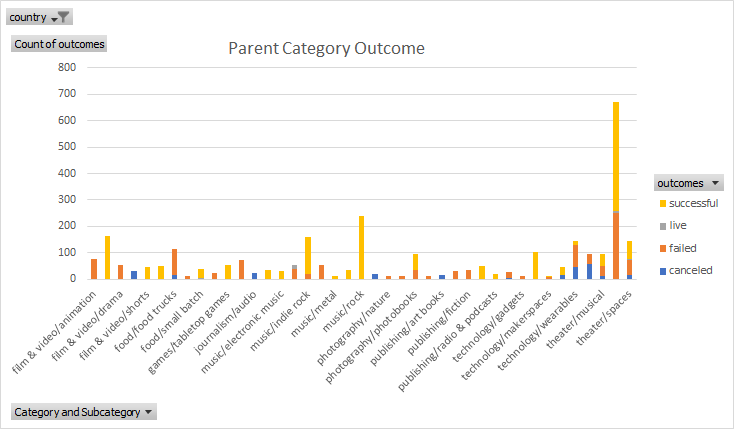 country
Count of outcomes
Parent Category Outcome
800
700
600
500
400
300
200
100
0
film & video/animation
film & video/drama
film & video/shorts
food/food trucks
food/small batch
games/tabletop games
journalism/audio
music/electronic music
music/indie rock
music/metal
music/rock
photography/nature
photography/photobooks
publishing/art books
publishing/fiction
publishing/radio & podcasts
technology/gadgets
technology/makerspaces
technology/wearables
theater/musical
theater/spaces
outcomes
successful
live
failed
canceled
Category and Subcategory